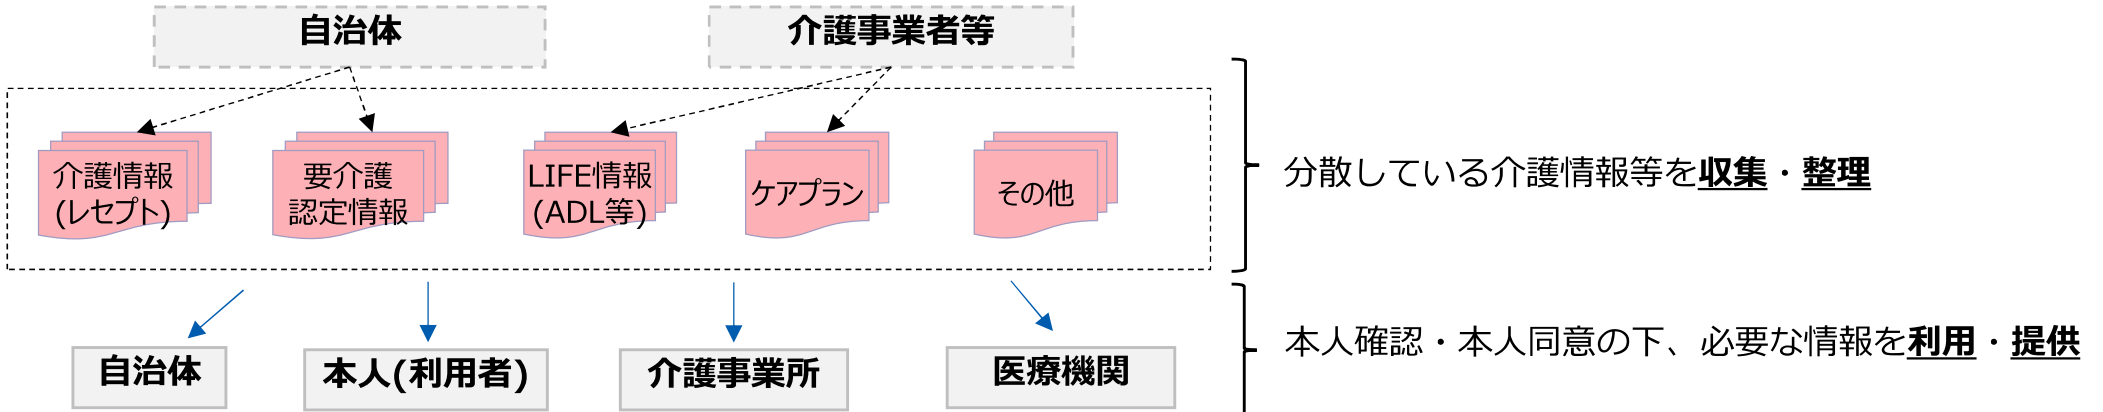 自治体
介護事業者等
介護情報
(レセプト)
要介護
認定情報
LIFE情報
(ADL等)
ケアプラン
その他
分散している介護情報等を収集・整理
自治体
本人(利用者)
介護事業所
医療機関
本人確認・本人同意の下、必要な情報を利用・提供